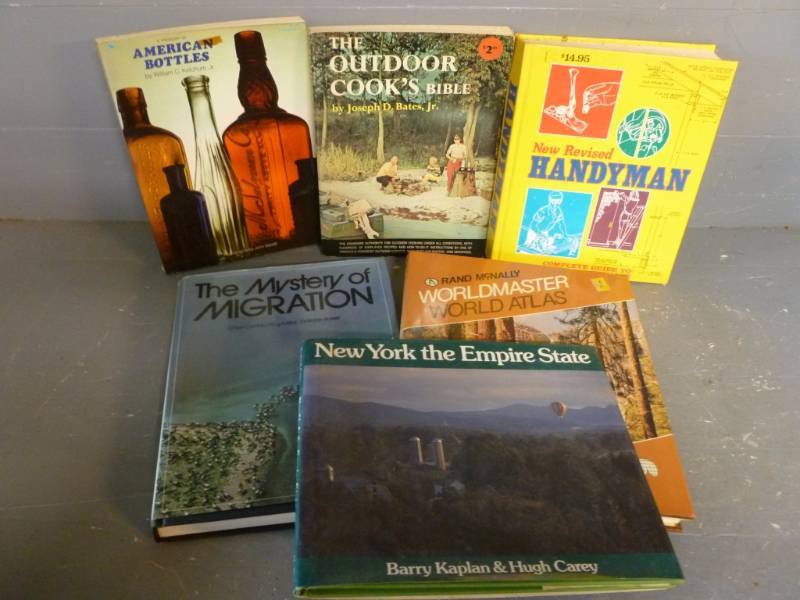 A TREASURY OF
AMERICAN
BOTTLES
by William C. Ketchum, Jr.
THE
OUTDOOR
COOK'S BIBLE
by Joseph D. Bates, Jr.
$2
$14.95
New Revised
HANDYMAN
COMPLETE GUIDE TO
The Mystery of
MIGRATION
RAND McNALLY
WORLDMASTER
WORLD ATLAS
New York the Empire State
Barry Kaplan & Hugh Carey